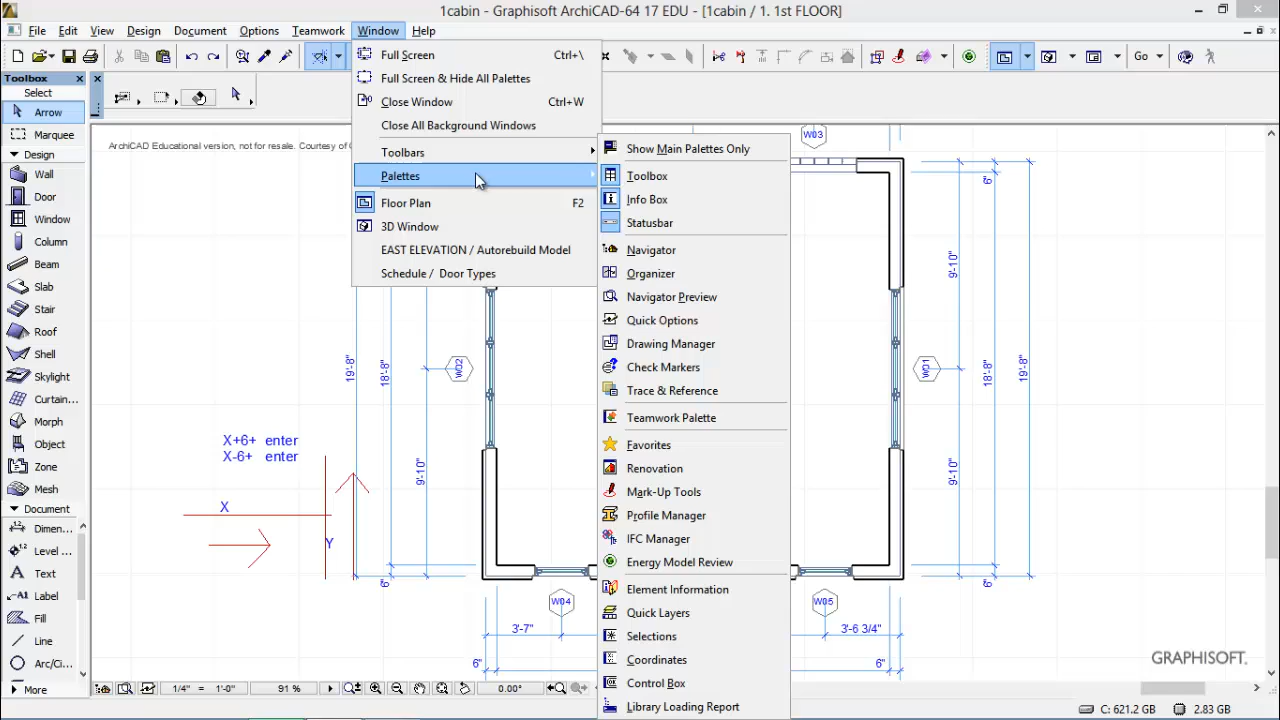 1cabin - Graphisoft ArchiCAD-64 17 EDU - [1cabin / 1. 1st FLOOR]
File Edit View Design Document Options Teamwork Window Help
Toolbox
Select
Arrow
Marquee
Design
Wall
Door
Window
Column
Beam
Slab
Stair
Roof
Shell
Skylight
Curtain...
Morph
Object
Zone
Mesh
Document
Dimen...
Level ...
Text
Label
Fill
Line
Arc/Ci...
More
Full Screen Ctrl+\
Full Screen & Hide All Palettes
Close Window Ctrl+W
Close All Background Windows
Toolbars
Palettes
Floor Plan F2
3D Window
EAST ELEVATION / Autorebuild Model
Schedule / Door Types
Show Main Palettes Only
Toolbox
Info Box
Statusbar
Navigator
Organizer
Navigator Preview
Quick Options
Drawing Manager
Check Markers
Trace & Reference
Teamwork Palette
Favorites
Renovation
Mark-Up Tools
Profile Manager
IFC Manager
Energy Model Review
Element Information
Quick Layers
Selections
Coordinates
Control Box
Library Loading Report
Go
ArchiCAD Educational version, not for resale. Courtesy of
W03
6"
9'-10"
19'-8"
18'-8"
W02
W01
18'-8"
19'-8"
X+6+ enter
X-6+ enter
9'-10"
9'-10"
X
Y
6"
6"
W04
W05
3'-7"
3'-6 3/4"
6"
6"
GRAPHISOFT.
1/4" = 1'-0"
91 %
0.00°
C: 621.2 GB
2.83 GB